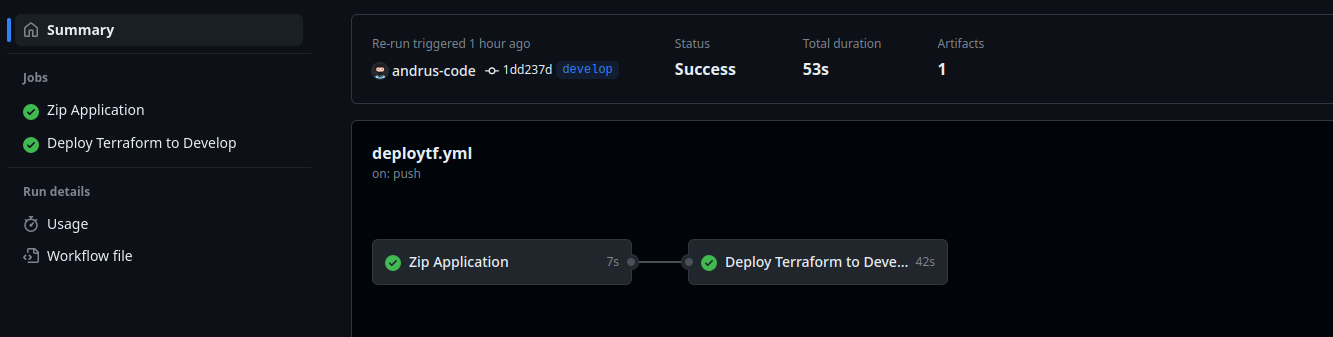 Summary
Jobs
Zip Application
Deploy Terraform to Develop
Run details
Usage
Workflow file
Re-run triggered 1 hour ago
andrus-code 1dd237d develop
Status
Success
Total duration
53s
Artifacts
1
deploytf.yml
on: push
Zip Application 7s
Deploy Terraform to Deve... 42s